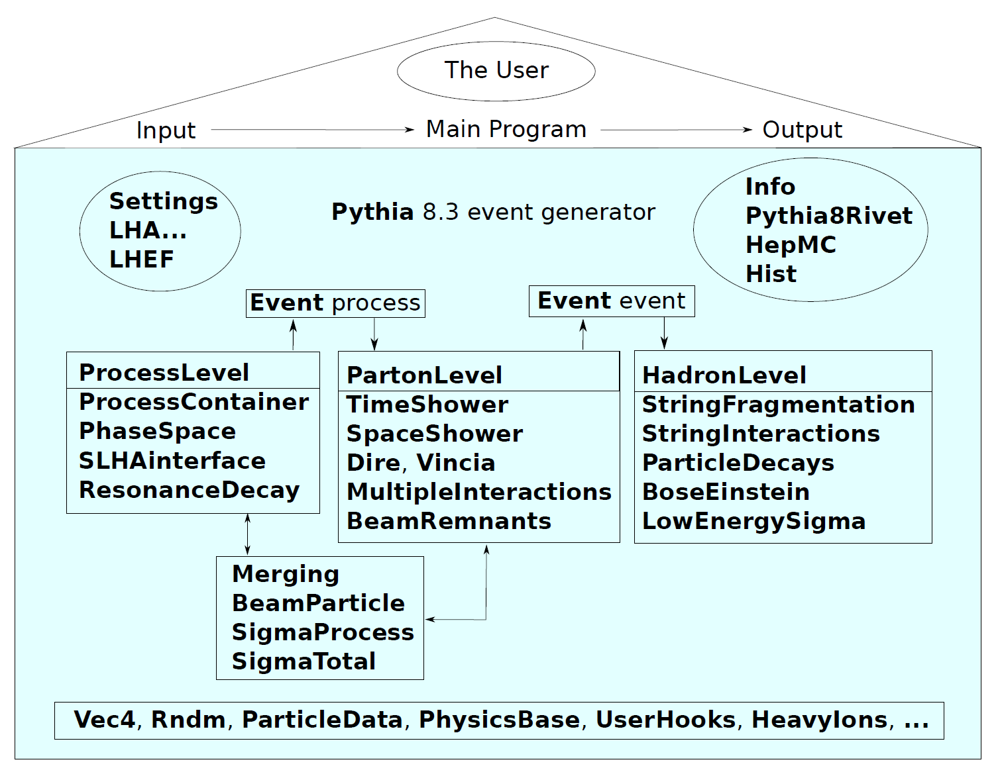 The User
Input
Main Program
Output
Settings
LHA...
LHEF
Pythia 8.3 event generator
Info
Pythia8Rivet
HepMC
Hist
Event process
Event event
ProcessLevel
ProcessContainer
PhaseSpace
SLHAinterface
ResonanceDecay
PartonLevel
TimeShower
SpaceShower
Dire, Vincia
MultipleInteractions
BeamRemnants
HadronLevel
StringFragmentation
StringInteractions
ParticleDecays
BoseEinstein
LowEnergySigma
Merging
BeamParticle
SigmaProcess
SigmaTotal
Vec4, Rndm, ParticleData, PhysicsBase, UserHooks, HeavyIons, ...